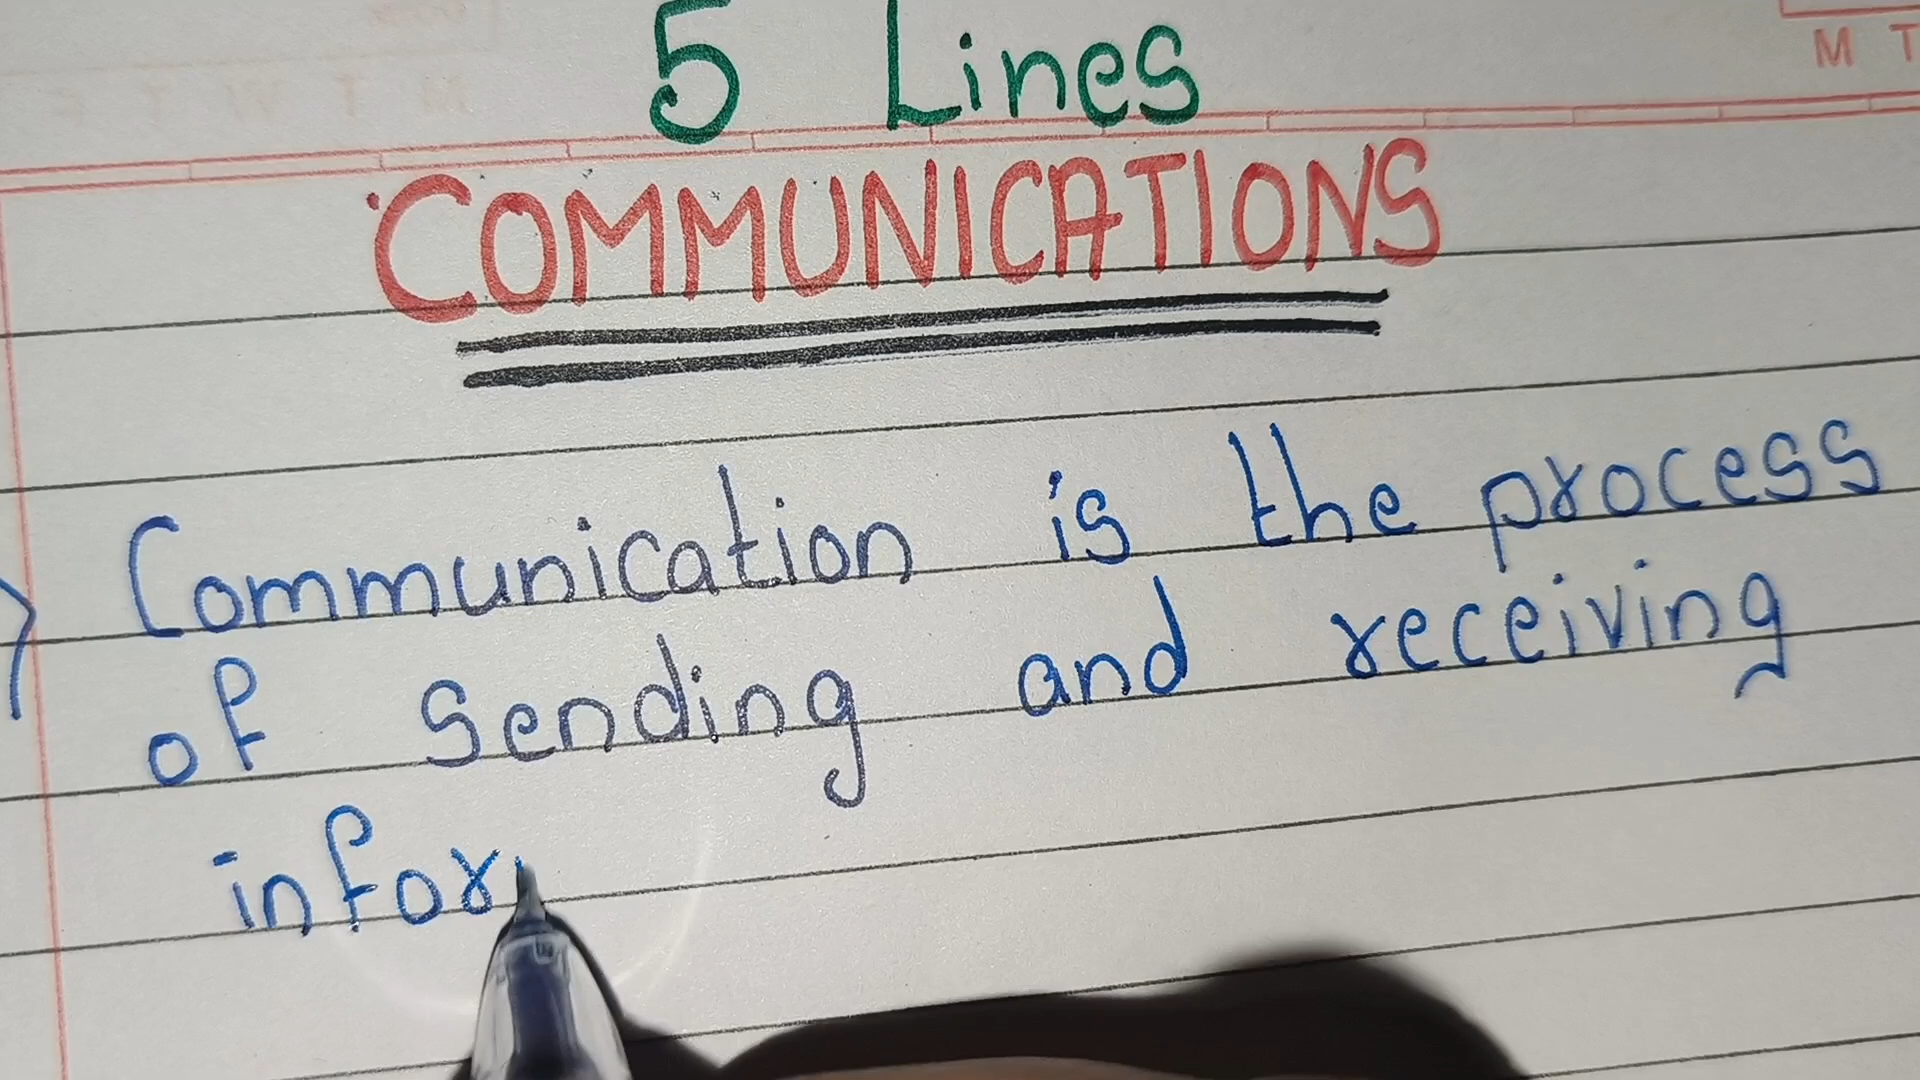 M T
5 Lines
COMMUNICATIONS
) Communication is the process
of sending and receiving
infor